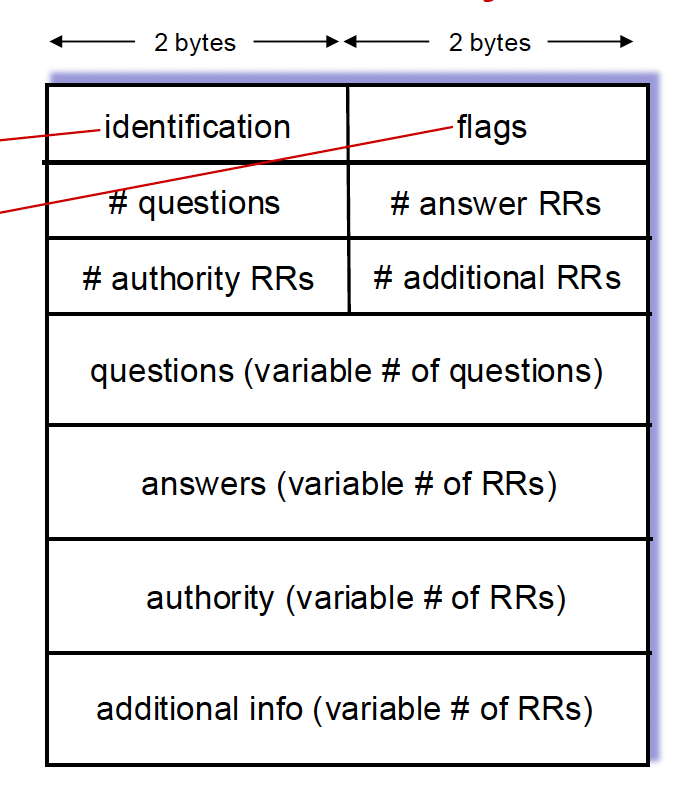 2 bytes 2 bytes
identification flags
# questions # answer RRs
# authority RRs # additional RRs
questions (variable # of questions)
answers (variable # of RRs)
authority (variable # of RRs)
additional info (variable # of RRs)